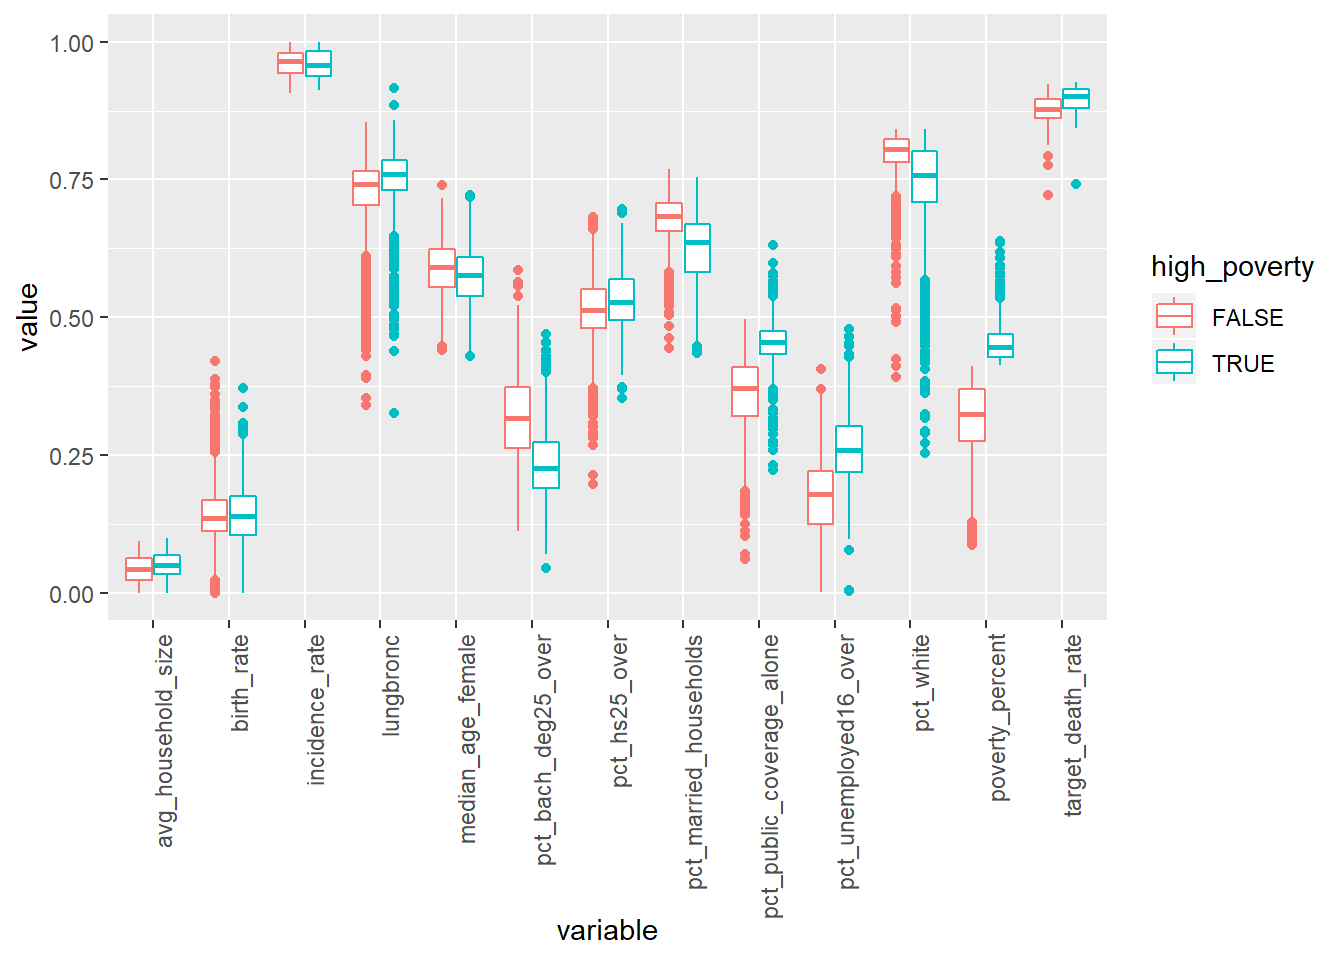 1.00
0.75
0.50
0.25
0.00
value
avg_household_size
birth_rate
incidence_rate
lungbronc
median_age_female
pct_bach_deg25_over
pct_hs25_over
pct_married_households
pct_public_coverage_alone
pct_unemployed16_over
pct_white
poverty_percent
target_death_rate
variable
high_poverty
FALSE
TRUE